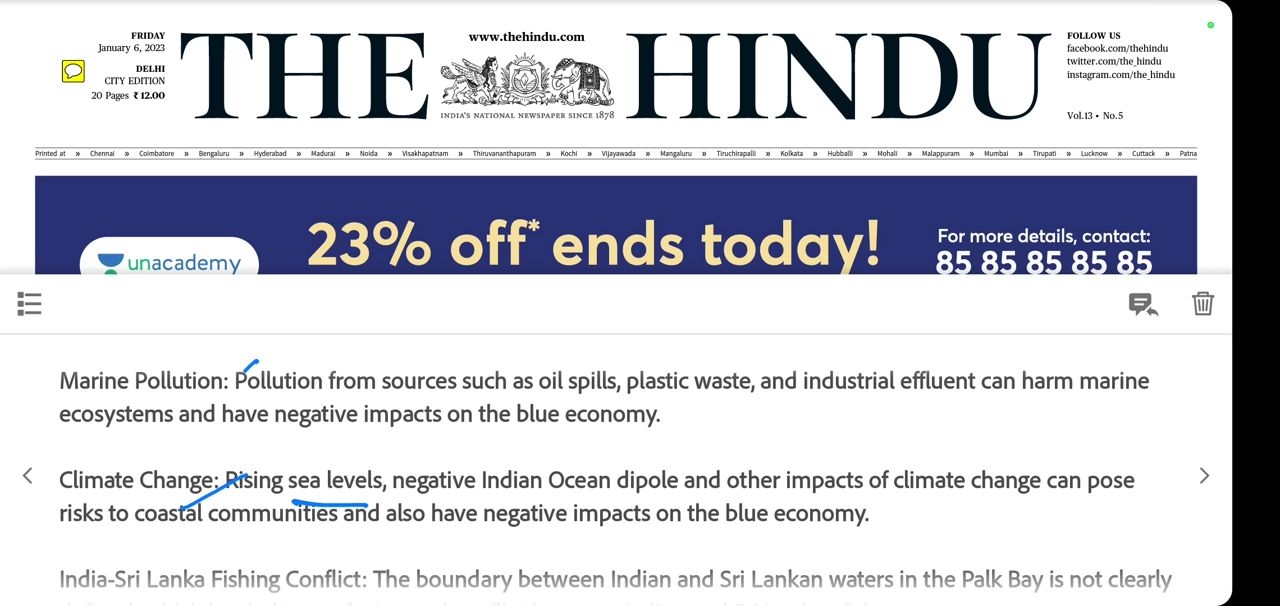 FRIDAY
January 6, 2023
DELHI
CITY EDITION
20 Pages ₹ 12.00
THE HINDU
www.thehindu.com
INDIA'S NATIONAL NEWSPAPER SINCE 1878
FOLLOW US
facebook.com/thehindu
twitter.com/the_hindu
instagram.com/the_hindu
Vol.13 • No.5
Printed at » Chennai » Coimbatore » Bengaluru » Hyderabad » Madurai » Noida » Visakhapatnam » Thiruvananthapuram » Kochi » Vijayawada » Mangaluru » Tiruchirapalli » Kolkata » Hubballi » Mohali » Malappuram » Mumbai » Tirupati » Lucknow » Cuttack » Patna
unacademy
23% off* ends today!
For more details, contact:
85 85 85 85 85
Marine Pollution: Pollution from sources such as oil spills, plastic waste, and industrial effluent can harm marine
ecosystems and have negative impacts on the blue economy.
Climate Change: Rising sea levels, negative Indian Ocean dipole and other impacts of climate change can pose
risks to coastal communities and also have negative impacts on the blue economy.
India-Sri Lanka Fishing Conflict: The boundary between Indian and Sri Lankan waters in the Palk Bay is not clearly